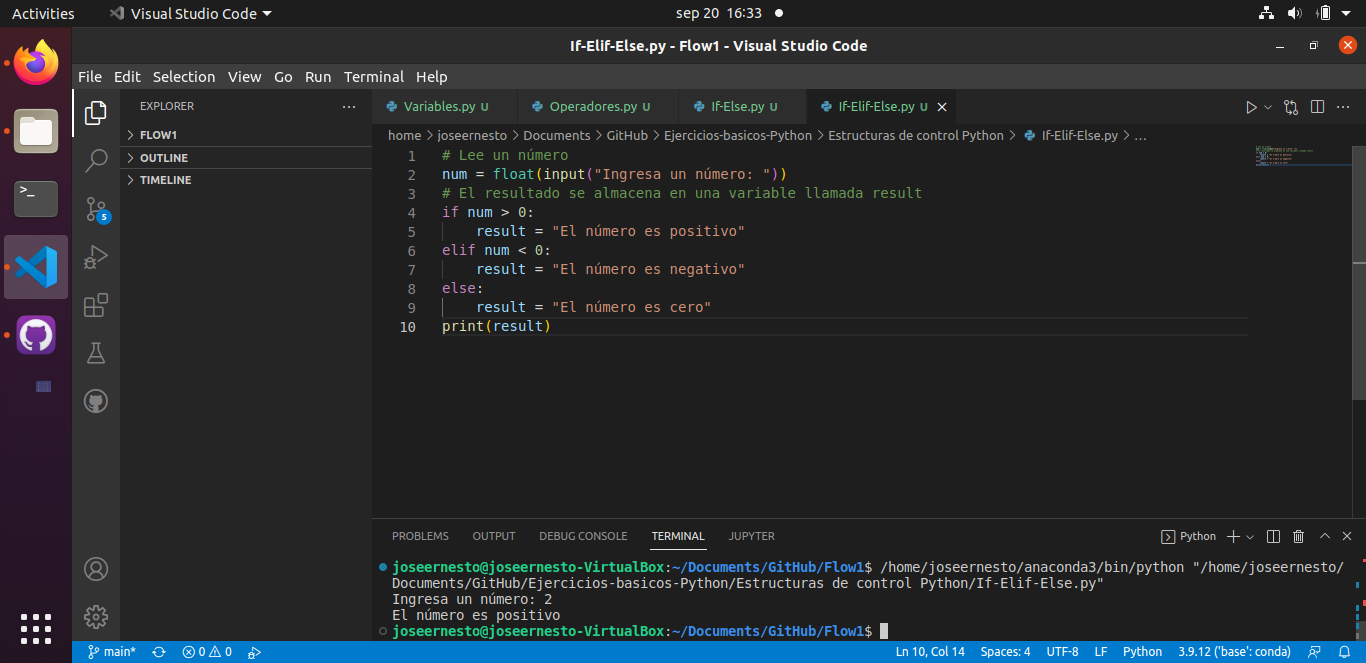 Activities Visual Studio Code sep 20 16:33
If-Elif-Else.py - Flow1 - Visual Studio Code
File Edit Selection View Go Run Terminal Help
EXPLORER
Variables.py U Operadores.py U If-Else.py U If-Elif-Else.py U
FLOW1
OUTLINE
TIMELINE
5
home > joseernesto > Documents > GitHub > Ejercicios-basicos-Python > Estructuras de control Python > If-Elif-Else.py > ...
1 # Lee un número
2 num = float(input("Ingresa un número: "))
3 # El resultado se almacena en una variable llamada result
4 if num > 0:
5     result = "El número es positivo"
6 elif num < 0:
7     result = "El número es negativo"
8 else:
9     result = "El número es cero"
10 print(result)
PROBLEMS OUTPUT DEBUG CONSOLE TERMINAL JUPYTER Python
joseernesto@joseernesto-VirtualBox:~/Documents/GitHub/Flow1$ /home/joseernesto/anaconda3/bin/python "/home/joseernesto/
Documents/GitHub/Ejercicios-basicos-Python/Estructuras de control Python/If-Elif-Else.py"
Ingresa un número: 2
El número es positivo
joseernesto@joseernesto-VirtualBox:~/Documents/GitHub/Flow1$
main* 0 0 Ln 10, Col 14 Spaces: 4 UTF-8 LF Python 3.9.12 ('base': conda)